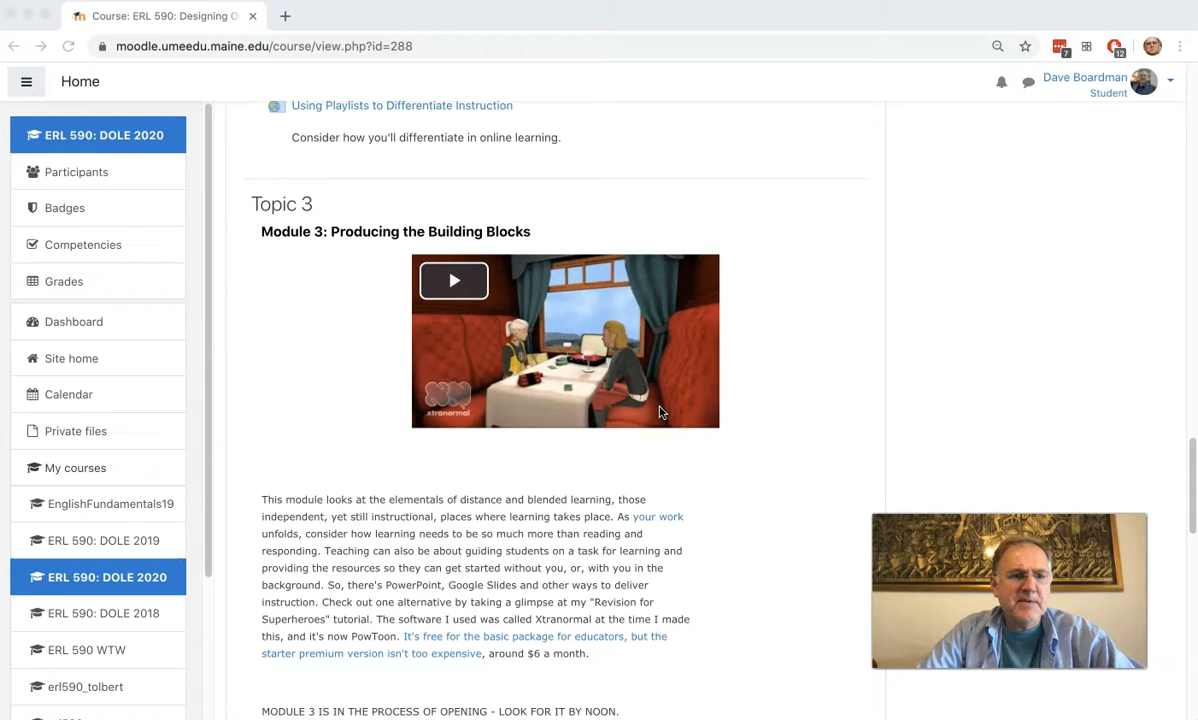 Course: ERL 590: Designing O
moodle.umeedu.maine.edu/course/view.php?id=288
7
12
Home
Dave Boardman
Student
ERL 590: DOLE 2020
Participants
Badges
Competencies
Grades
Dashboard
Site home
Calendar
Private files
My courses
EnglishFundamentals19
ERL 590: DOLE 2019
ERL 590: DOLE 2020
ERL 590: DOLE 2018
ERL 590 WTW
erl590_tolbert
Using Playlists to Differentiate Instruction
Consider how you'll differentiate in online learning.
Topic 3
Module 3: Producing the Building Blocks
xtranormal
This module looks at the elementals of distance and blended learning, those
independent, yet still instructional, places where learning takes place. As your work
unfolds, consider how learning needs to be so much more than reading and
responding. Teaching can also be about guiding students on a task for learning and
providing the resources so they can get started without you, or, with you in the
background. So, there's PowerPoint, Google Slides and other ways to deliver
instruction. Check out one alternative by taking a glimpse at my "Revision for
Superheroes" tutorial. The software I used was called Xtranormal at the time I made
this, and it's now PowToon. It's free for the basic package for educators, but the
starter premium version isn't too expensive, around $6 a month.
MODULE 3 IS IN THE PROCESS OF OPENING - LOOK FOR IT BY NOON.